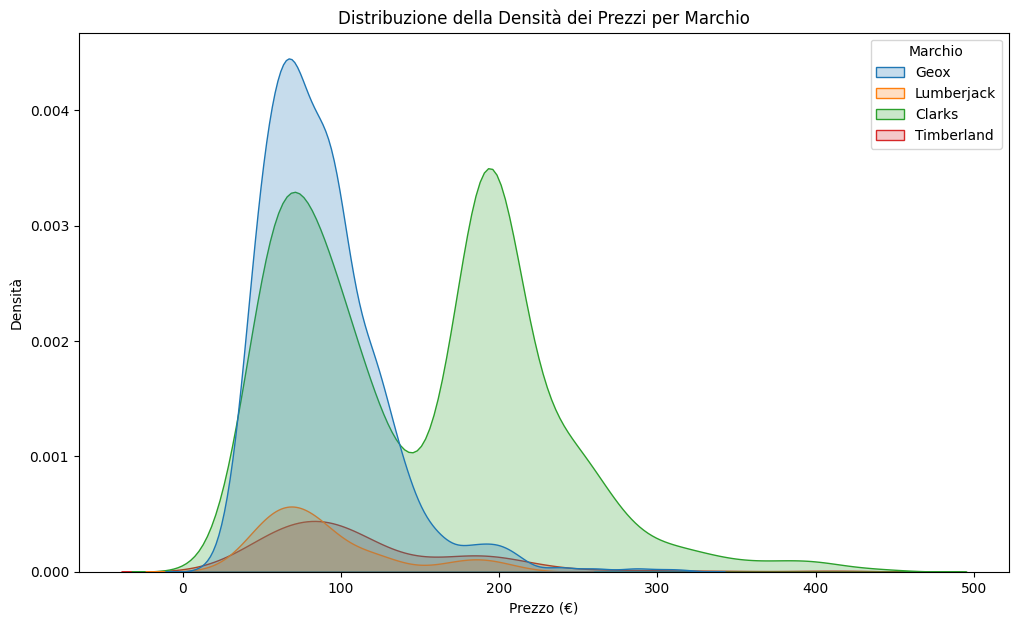 Distribuzione della Densità dei Prezzi per Marchio
Marchio
Geox
Lumberjack
Clarks
Timberland
Densità
0.004
0.003
0.002
0.001
0.000
0
100
200
300
400
500
Prezzo (€)